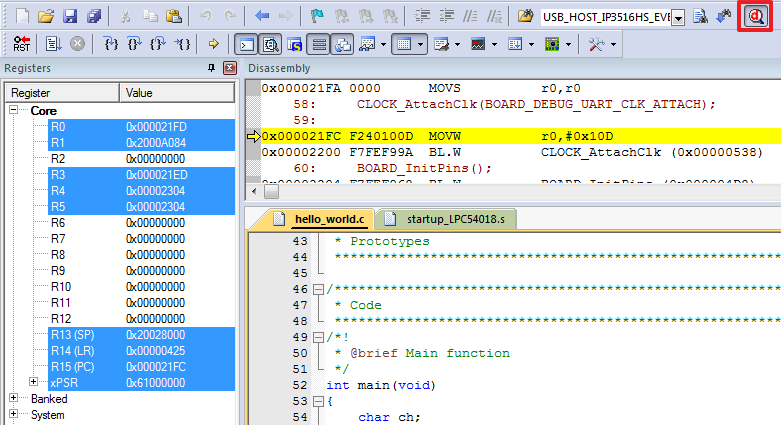 USB_HOST_IP3516HS_EVE
RST
Registers
Register Value
Core
R0 0x000021FD
R1 0x2000A084
R2 0x00000000
R3 0x000021ED
R4 0x00002304
R5 0x00002304
R6 0x00000000
R7 0x00000000
R8 0x00000000
R9 0x00000000
R10 0x00000000
R11 0x00000000
R12 0x00000000
R13 (SP) 0x20028000
R14 (LR) 0x00000425
R15 (PC) 0x000021FC
xPSR 0x61000000
Banked
System
Disassembly
0x000021FA 0000 MOVS r0,r0
58: CLOCK_AttachClk(BOARD_DEBUG_UART_CLK_ATTACH);
59:
0x000021FC F240100D MOVW r0,#0x10D
0x00002200 F7FEF99A BL.W CLOCK_AttachClk (0x00000538)
60: BOARD_InitPins();
hello_world.c startup_LPC54018.s
43 * Prototypes
44 ******************************************************
45
46 /******************************************************
47 * Code
48 ******************************************************
49 /*!
50 * @brief Main function
51 */
52 int main(void)
53 {
54 char ch;